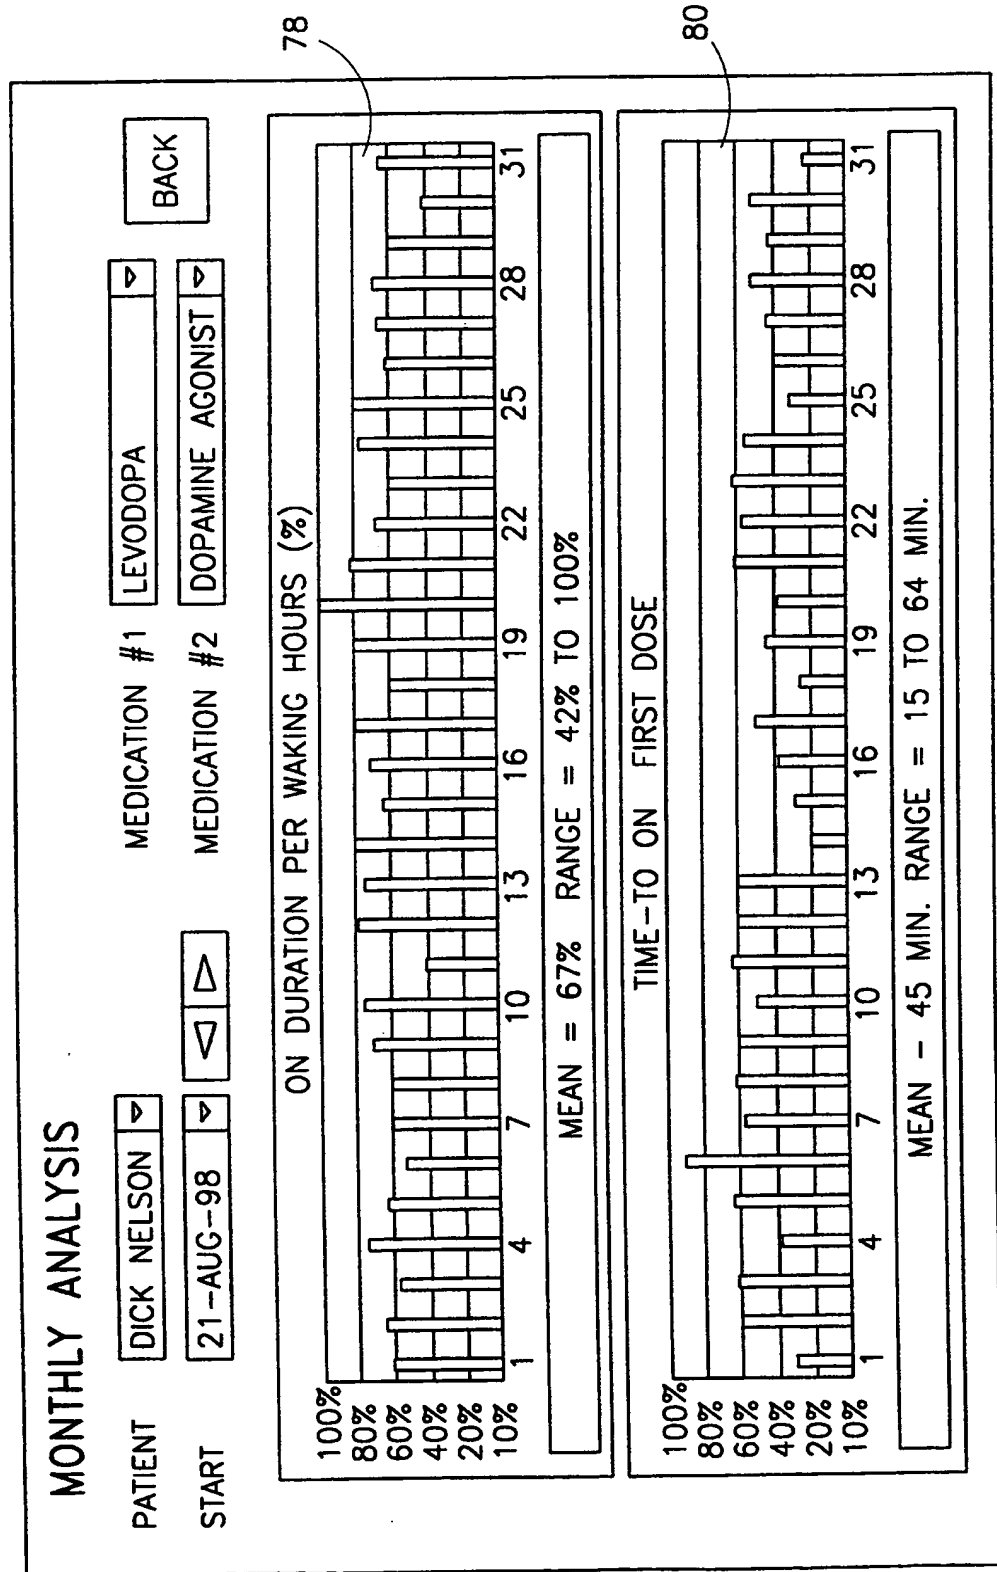 MONTHLY ANALYSIS
PATIENT DICK NELSON MEDICATION #1 LEVODOPA BACK
START 21-AUG-98 MEDICATION #2 DOPAMINE AGONIST
ON DURATION PER WAKING HOURS (%)
78
100%
80%
60%
40%
20%
10%
1 4 7 10 13 16 19 22 25 28 31
MEAN = 67% RANGE = 42% TO 100%
TIME-TO ON FIRST DOSE
80
100%
80%
60%
40%
20%
10%
1 4 7 10 13 16 19 22 25 28 31
MEAN - 45 MIN. RANGE = 15 TO 64 MIN.